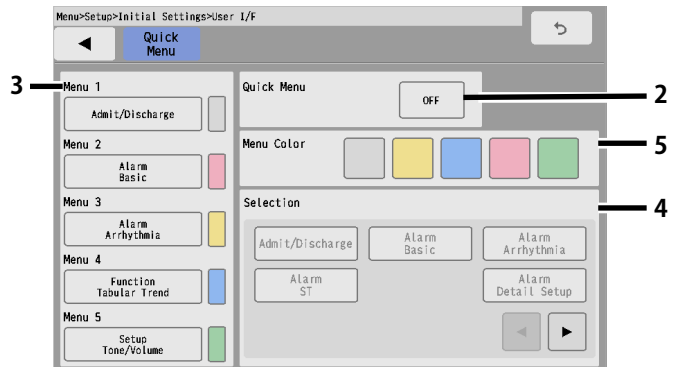 Menu>Setup>Initial Settings>User I/F
Quick
Menu
3
Menu 1
Admit/Discharge
Menu 2
Alarm
Basic
Menu 3
Alarm
Arrhythmia
Menu 4
Function
Tabular Trend
Menu 5
Setup
Tone/Volume
Quick Menu
OFF
2
Menu Color
5
Selection
4
Admit/Discharge
Alarm
Basic
Alarm
Arrhythmia
Alarm
ST
Alarm
Detail Setup